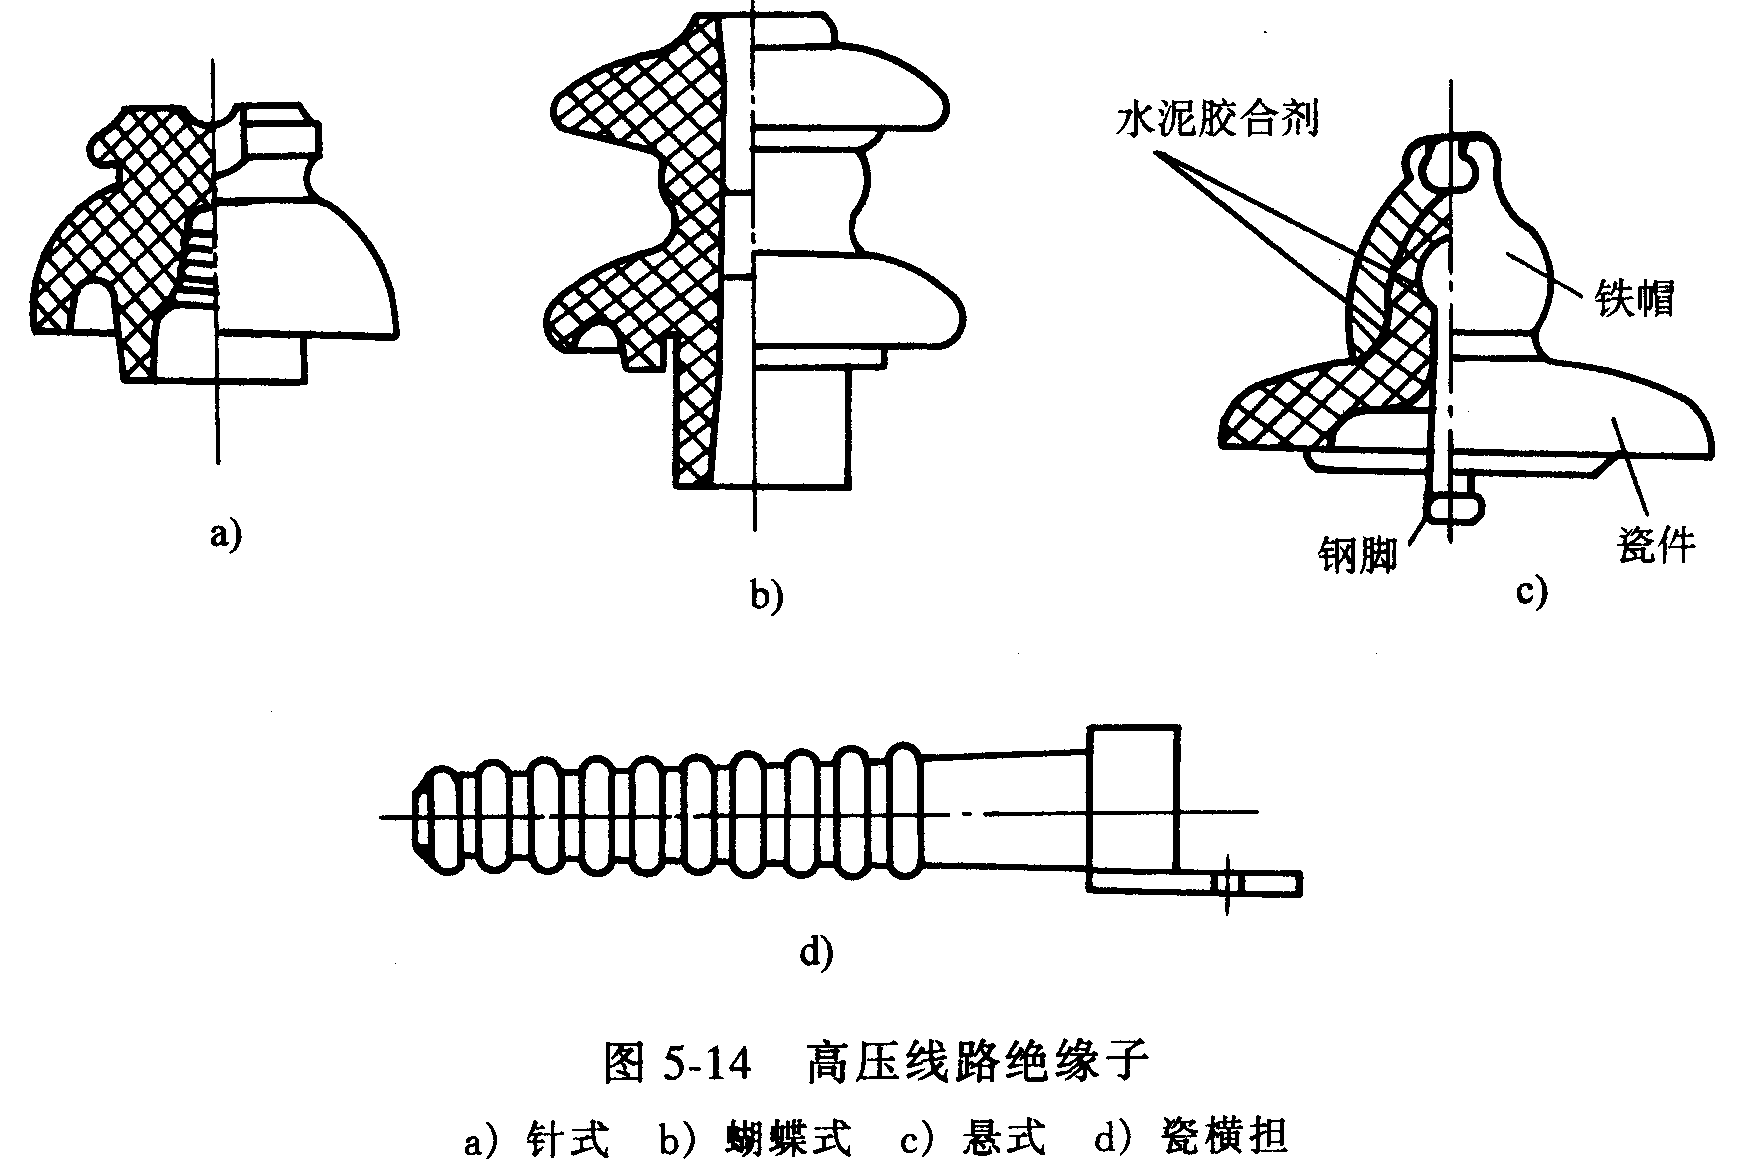 水泥胶合剂
铁帽
a)
钢脚
瓷件
b)
c)
d)
图 5-14 高压线路绝缘子
a) 针式 b) 蝴蝶式 c) 悬式 d) 瓷横担